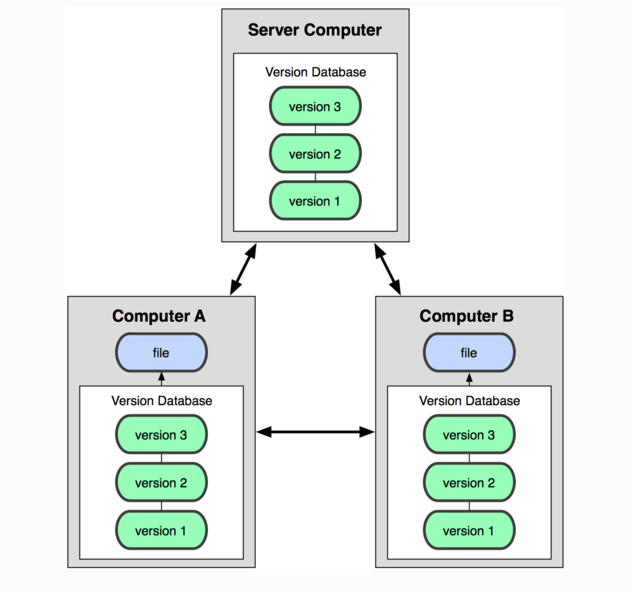 Server Computer
Version Database
version 3
version 2
version 1
Computer A
file
Version Database
version 3
version 2
version 1
Computer B
file
Version Database
version 3
version 2
version 1